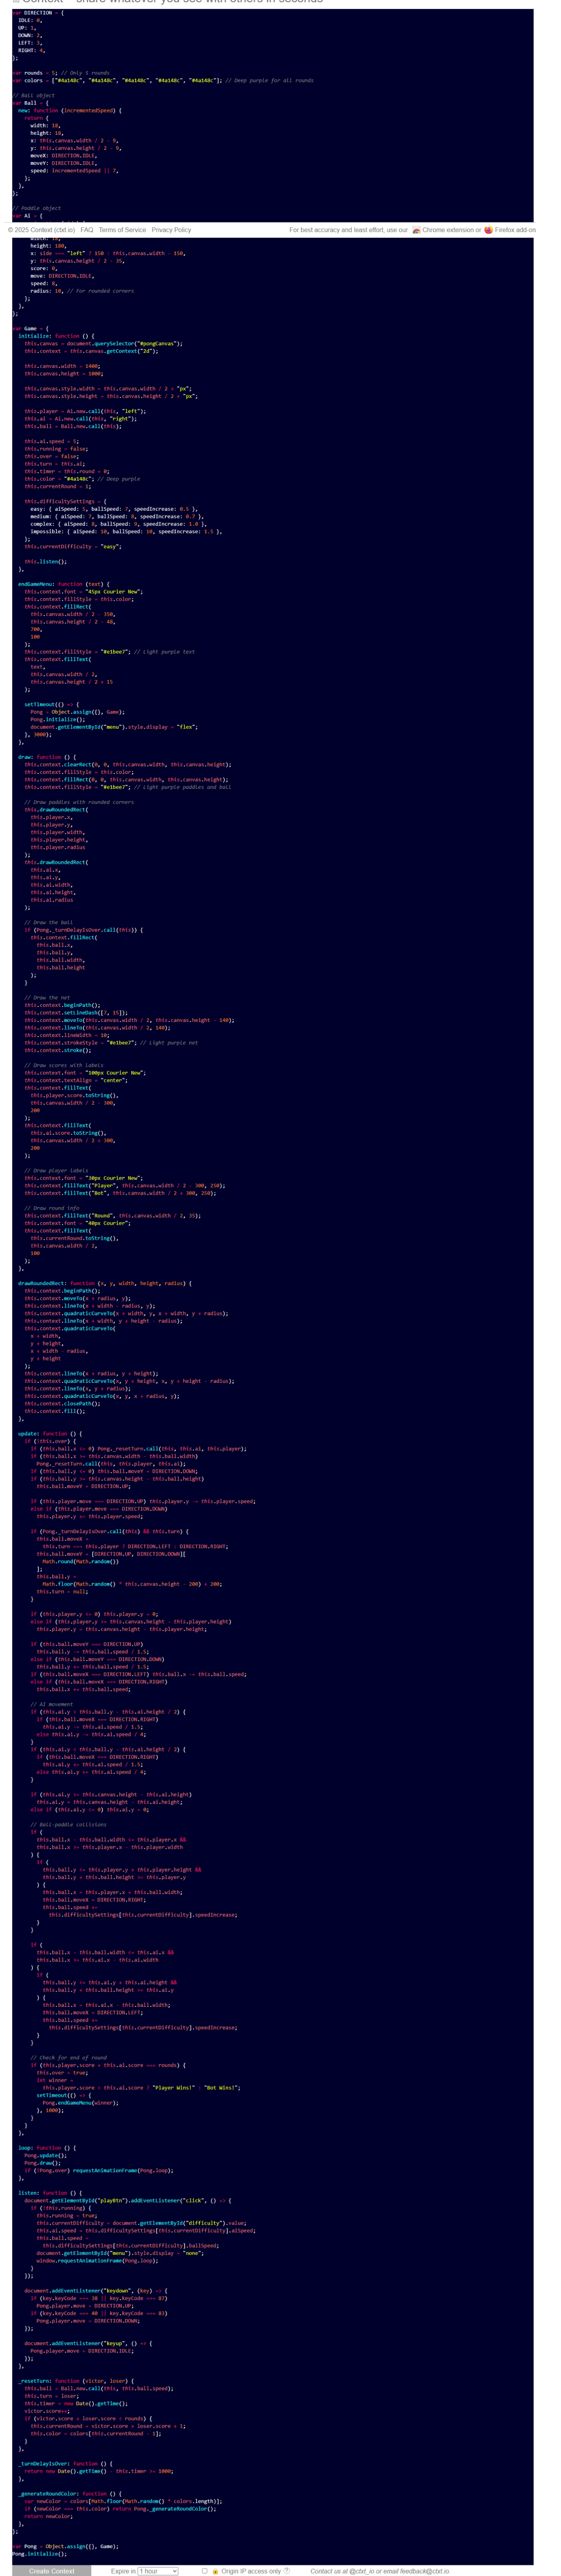 Context – share whatever you see with others in seconds
var DIRECTION = {
IDLE: 0,
UP: 1,
DOWN: 2,
LEFT: 3,
RIGHT: 4,
};
var rounds = 5; // Only 5 rounds
var colors = ["#4a148c", "#4a148c", "#4a148c", "#4a148c", "#4a148c"]; // Deep purple for all rounds
// Ball object
var Ball = {
new: function (incrementedSpeed) {
return {
width: 18,
height: 18,
x: this.canvas.width / 2 - 9,
y: this.canvas.height / 2 - 9,
moveX: DIRECTION.IDLE,
moveY: DIRECTION.IDLE,
speed: incrementedSpeed || 7,
};
},
};
// Paddle object
var Ai = {
© 2025 Context (ctxt.io) FAQ Terms of Service Privacy Policy For best accuracy and least effort, use our Chrome extension or Firefox add-on
width: 18,
height: 180,
x: side === "left" ? 150 : this.canvas.width - 150,
y: this.canvas.height / 2 - 35,
score: 0,
move: DIRECTION.IDLE,
speed: 8,
radius: 10, // For rounded corners
};
},
};
var Game = {
initialize: function () {
this.canvas = document.querySelector("#pongCanvas");
this.context = this.canvas.getContext("2d");
this.canvas.width = 1400;
this.canvas.height = 1000;
this.canvas.style.width = this.canvas.width / 2 + "px";
this.canvas.style.height = this.canvas.height / 2 + "px";
this.player = Ai.new.call(this, "left");
this.ai = Ai.new.call(this, "right");
this.ball = Ball.new.call(this);
this.ai.speed = 5;
this.running = false;
this.over = false;
this.turn = this.ai;
this.timer = this.round = 0;
this.color = "#4a148c"; // Deep purple
this.currentRound = 1;
this.difficultySettings = {
easy: { aiSpeed: 5, ballSpeed: 7, speedIncrease: 0.5 },
medium: { aiSpeed: 7, ballSpeed: 8, speedIncrease: 0.7 },
complex: { aiSpeed: 8, ballSpeed: 9, speedIncrease: 1.0 },
impossible: { aiSpeed: 10, ballSpeed: 10, speedIncrease: 1.5 },
};
this.currentDifficulty = "easy";
this.listen();
},
endGameMenu: function (text) {
this.context.font = "45px Courier New";
this.context.fillStyle = this.color;
this.context.fillRect(
this.canvas.width / 2 - 350,
this.canvas.height / 2 - 48,
700,
100
);
this.context.fillStyle = "#e1bee7"; // Light purple text
this.context.fillText(
text,
this.canvas.width / 2,
this.canvas.height / 2 + 15
);
setTimeout(() => {
Pong = Object.assign({}, Game);
Pong.initialize();
document.getElementById("menu").style.display = "flex";
}, 3000);
},
draw: function () {
this.context.clearRect(0, 0, this.canvas.width, this.canvas.height);
this.context.fillStyle = this.color;
this.context.fillRect(0, 0, this.canvas.width, this.canvas.height);
this.context.fillStyle = "#e1bee7"; // Light purple paddles and ball
// Draw paddles with rounded corners
this.drawRoundedRect(
this.player.x,
this.player.y,
this.player.width,
this.player.height,
this.player.radius
);
this.drawRoundedRect(
this.ai.x,
this.ai.y,
this.ai.width,
this.ai.height,
this.ai.radius
);
// Draw the ball
if (Pong._turnDelayIsOver.call(this)) {
this.context.fillRect(
this.ball.x,
this.ball.y,
this.ball.width,
this.ball.height
);
}
// Draw the net
this.context.beginPath();
this.context.setLineDash([7, 15]);
this.context.moveTo(this.canvas.width / 2, this.canvas.height - 140);
this.context.lineTo(this.canvas.width / 2, 140);
this.context.lineWidth = 10;
this.context.strokeStyle = "#e1bee7"; // Light purple net
this.context.stroke();
// Draw scores with labels
this.context.font = "100px Courier New";
this.context.textAlign = "center";
this.context.fillText(
this.player.score.toString(),
this.canvas.width / 2 - 300,
200
);
this.context.fillText(
this.ai.score.toString(),
this.canvas.width / 2 + 300,
200
);
// Draw player labels
this.context.font = "30px Courier New";
this.context.fillText("Player", this.canvas.width / 2 - 300, 250);
this.context.fillText("Bot", this.canvas.width / 2 + 300, 250);
// Draw round info
this.context.fillText("Round", this.canvas.width / 2, 35);
this.context.font = "40px Courier";
this.context.fillText(
this.currentRound.toString(),
this.canvas.width / 2,
100
);
},
drawRoundedRect: function (x, y, width, height, radius) {
this.context.beginPath();
this.context.moveTo(x + radius, y);
this.context.lineTo(x + width - radius, y);
this.context.quadraticCurveTo(x + width, y, x + width, y + radius);
this.context.lineTo(x + width, y + height - radius);
this.context.quadraticCurveTo(
x + width,
y + height,
x + width - radius,
y + height
);
this.context.lineTo(x + radius, y + height);
this.context.quadraticCurveTo(x, y + height, x, y + height - radius);
this.context.lineTo(x, y + radius);
this.context.quadraticCurveTo(x, y, x + radius, y);
this.context.closePath();
this.context.fill();
},
update: function () {
if (!this.over) {
if (this.ball.x <= 0) Pong._resetTurn.call(this, this.ai, this.player);
if (this.ball.x >= this.canvas.width - this.ball.width)
Pong._resetTurn.call(this, this.player, this.ai);
if (this.ball.y <= 0) this.ball.moveY = DIRECTION.DOWN;
if (this.ball.y >= this.canvas.height - this.ball.height)
this.ball.moveY = DIRECTION.UP;
if (this.player.move === DIRECTION.UP) this.player.y -= this.player.speed;
else if (this.player.move === DIRECTION.DOWN)
this.player.y += this.player.speed;
if (Pong._turnDelayIsOver.call(this) && this.turn) {
this.ball.moveX =
this.turn === this.player ? DIRECTION.LEFT : DIRECTION.RIGHT;
this.ball.moveY = [DIRECTION.UP, DIRECTION.DOWN][
Math.round(Math.random())
];
this.ball.y =
Math.floor(Math.random() * this.canvas.height - 200) + 200;
this.turn = null;
}
if (this.player.y <= 0) this.player.y = 0;
else if (this.player.y >= this.canvas.height - this.player.height)
this.player.y = this.canvas.height - this.player.height;
if (this.ball.moveY === DIRECTION.UP)
this.ball.y -= this.ball.speed / 1.5;
else if (this.ball.moveY === DIRECTION.DOWN)
this.ball.y += this.ball.speed / 1.5;
if (this.ball.moveX === DIRECTION.LEFT) this.ball.x -= this.ball.speed;
else if (this.ball.moveX === DIRECTION.RIGHT)
this.ball.x += this.ball.speed;
// AI movement
if (this.ai.y > this.ball.y - this.ai.height / 2) {
if (this.ball.moveX === DIRECTION.RIGHT)
this.ai.y -= this.ai.speed / 1.5;
else this.ai.y -= this.ai.speed / 4;
}
if (this.ai.y < this.ball.y - this.ai.height / 2) {
if (this.ball.moveX === DIRECTION.RIGHT)
this.ai.y += this.ai.speed / 1.5;
else this.ai.y += this.ai.speed / 4;
}
if (this.ai.y >= this.canvas.height - this.ai.height)
this.ai.y = this.canvas.height - this.ai.height;
else if (this.ai.y <= 0) this.ai.y = 0;
// Ball-paddle collisions
if (
this.ball.x - this.ball.width <= this.player.x &&
this.ball.x >= this.player.x - this.player.width
) {
if (
this.ball.y <= this.player.y + this.player.height &&
this.ball.y + this.ball.height >= this.player.y
) {
this.ball.x = this.player.x + this.ball.width;
this.ball.moveX = DIRECTION.RIGHT;
this.ball.speed +=
this.difficultySettings[this.currentDifficulty].speedIncrease;
}
}
if (
this.ball.x - this.ball.width <= this.ai.x &&
this.ball.x >= this.ai.x - this.ai.width
) {
if (
this.ball.y <= this.ai.y + this.ai.height &&
this.ball.y + this.ball.height >= this.ai.y
) {
this.ball.x = this.ai.x - this.ball.width;
this.ball.moveX = DIRECTION.LEFT;
this.ball.speed +=
this.difficultySettings[this.currentDifficulty].speedIncrease;
}
}
// Check for end of round
if (this.player.score + this.ai.score === rounds) {
this.over = true;
let winner =
this.player.score > this.ai.score ? "Player Wins!" : "Bot Wins!";
setTimeout(() => {
Pong.endGameMenu(winner);
}, 1000);
}
}
},
loop: function () {
Pong.update();
Pong.draw();
if (!Pong.over) requestAnimationFrame(Pong.loop);
},
listen: function () {
document.getElementById("playBtn").addEventListener("click", () => {
if (!this.running) {
this.running = true;
this.currentDifficulty = document.getElementById("difficulty").value;
this.ai.speed = this.difficultySettings[this.currentDifficulty].aiSpeed;
this.ball.speed =
this.difficultySettings[this.currentDifficulty].ballSpeed;
document.getElementById("menu").style.display = "none";
window.requestAnimationFrame(Pong.loop);
}
});
document.addEventListener("keydown", (key) => {
if (key.keyCode === 38 || key.keyCode === 87)
Pong.player.move = DIRECTION.UP;
if (key.keyCode === 40 || key.keyCode === 83)
Pong.player.move = DIRECTION.DOWN;
});
document.addEventListener("keyup", () => {
Pong.player.move = DIRECTION.IDLE;
});
},
_resetTurn: function (victor, loser) {
this.ball = Ball.new.call(this, this.ball.speed);
this.turn = loser;
this.timer = new Date().getTime();
victor.score++;
if (victor.score + loser.score < rounds) {
this.currentRound = victor.score + loser.score + 1;
this.color = colors[this.currentRound - 1];
}
},
_turnDelayIsOver: function () {
return new Date().getTime() - this.timer >= 1000;
},
_generateRoundColor: function () {
var newColor = colors[Math.floor(Math.random() * colors.length)];
if (newColor === this.color) return Pong._generateRoundColor();
return newColor;
},
};
var Pong = Object.assign({}, Game);
Pong.initialize();
Create Context Expire in 1 hour Origin IP access only ? Contact us at @ctxt_io or email feedback@ctxt.io